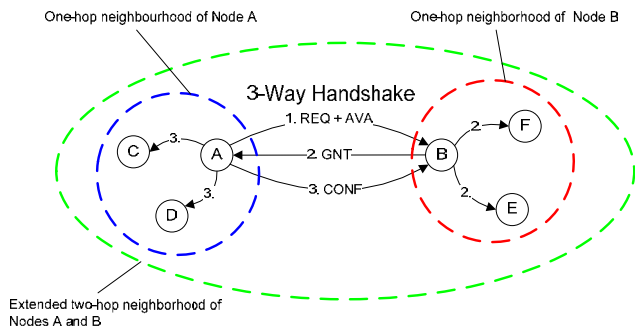 One-hop neighbourhood of Node A
One-hop neighborhood of  Node B
3-Way Handshake
1. REQ + AVA
C
3.
A
2. GNT
B
2.
F
3.
3. CONF
2.
D
E
Extended two-hop neighborhood of
Nodes A and B